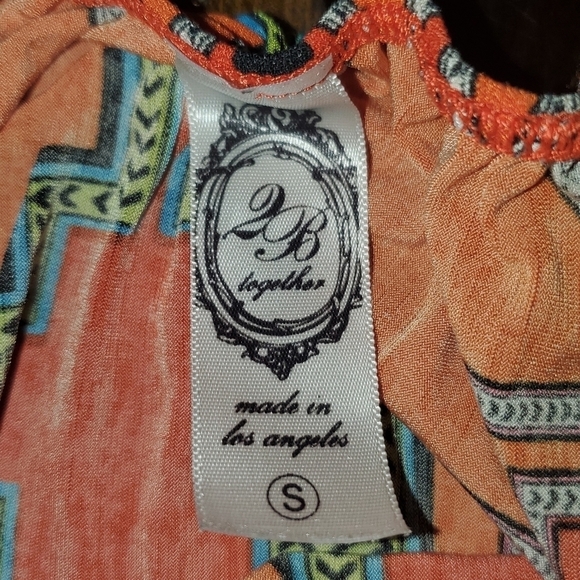 2B
together
made in
los angeles
S